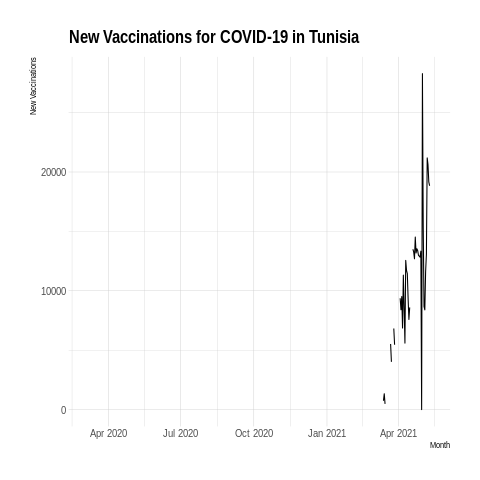 New Vaccinations for COVID-19 in Tunisia
New Vaccinations
20000
10000
0
Apr 2020 Jul 2020 Oct 2020 Jan 2021 Apr 2021
Month